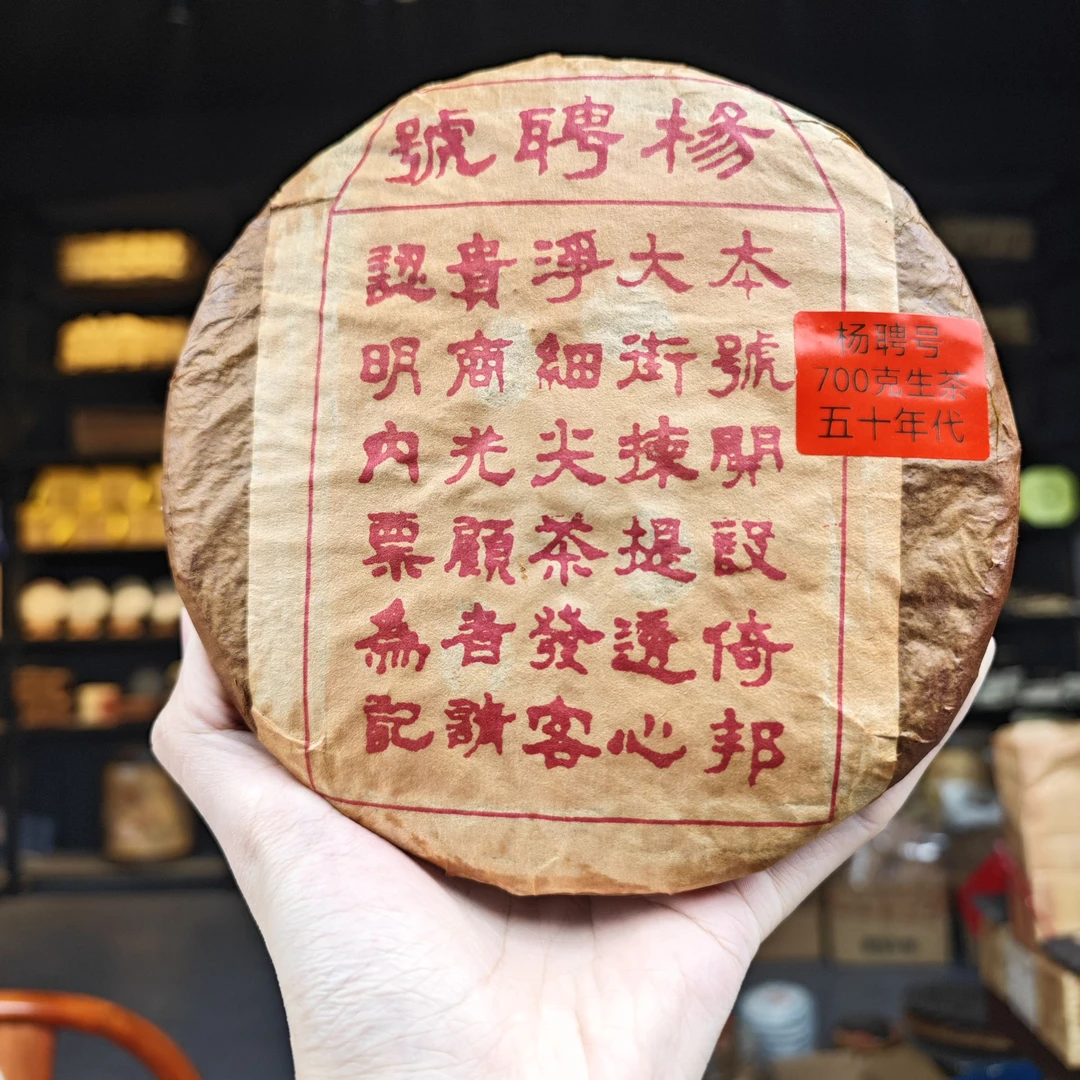 楊聘號
本號開設倚邦
大街揀提透心
淨細尖茶發客
貴商光顧者請
認明內票為記
杨聘号
700克生茶
五十年代